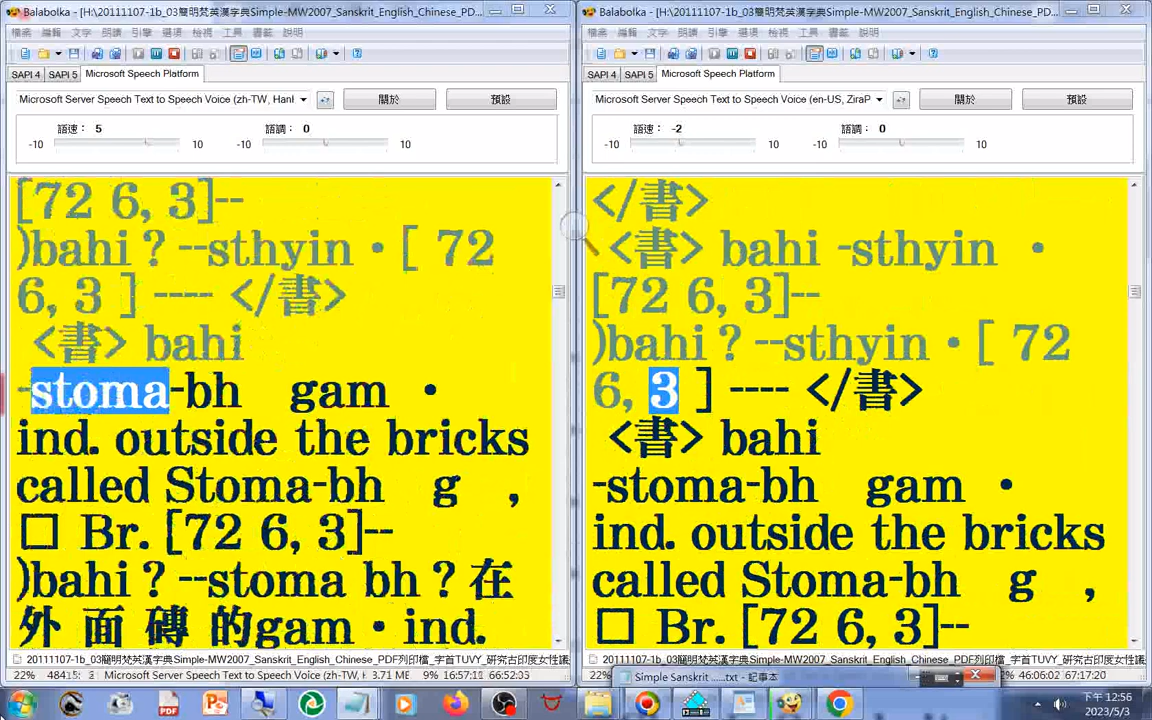 Balabolka - [H:\20111107-1b_03簡明梵英漢字典Simple-MW2007_Sanskrit_English_Chinese_PD...
檔案 編輯 文字 朗讀 引擎 選項 檢視 工具 書籤 說明
SAPI 4 SAPI 5 Microsoft Speech Platform
Microsoft Server Speech Text to Speech Voice (zh-TW, HanI 關於 預設
語速： 5 語調： 0
-10 10 -10 10
[72 6, 3]--
)bahi ? --sthyin • [ 72
6, 3 ] ---- </書>
<書> bahi
-stoma-bh gam •
ind. outside the bricks
called Stoma-bh g ,
□ Br. [72 6, 3]--
)bahi ? --stoma bh ? 在
外 面 磚 的gam • ind.
20111107-1b_03簡明梵英漢字典Simple-MW2007_Sanskrit_English_Chinese_PDF列印檔_字首TUVY_研究古印度女性議
22% 48415: 2 Microsoft Server Speech Text to Speech Voice 3.71 MB 9% 16:57:11 66:52:03
Balabolka - [H:\20111107-1b_03簡明梵英漢字典Simple-MW2007_Sanskrit_English_Chinese_PD...
檔案 編輯 文字 朗讀 引擎 選項 檢視 工具 書籤 說明
SAPI 4 SAPI 5 Microsoft Speech Platform
Microsoft Server Speech Text to Speech Voice (en-US, ZiraP 關於 預設
語速： -2 語調： 0
-10 10 -10 10
</書>
<書> bahi -sthyin •
[72 6, 3]--
)bahi ? --sthyin • [ 72
6, 3 ] ---- </書>
<書> bahi
-stoma-bh gam •
ind. outside the bricks
called Stoma-bh g ,
□ Br. [72 6, 3]--
20111107-1b_03簡明梵英漢字典Simple-MW2007_Sanskrit_English_Chinese_PDF列印檔_字首TUVY_研究古印度女性議
22% Simple Sanskrit ......txt - 記事本 % 46:06:02 67:17:20
下午 12:56
2023/5/3